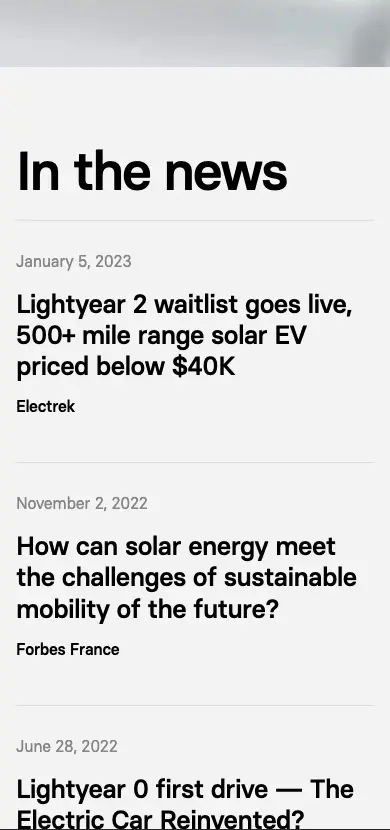 In the news
January 5, 2023
Lightyear 2 waitlist goes live,
500+ mile range solar EV
priced below $40K
Electrek
November 2, 2022
How can solar energy meet
the challenges of sustainable
mobility of the future?
Forbes France
June 28, 2022
Lightyear 0 first drive — The
Electric Car Reinvented?